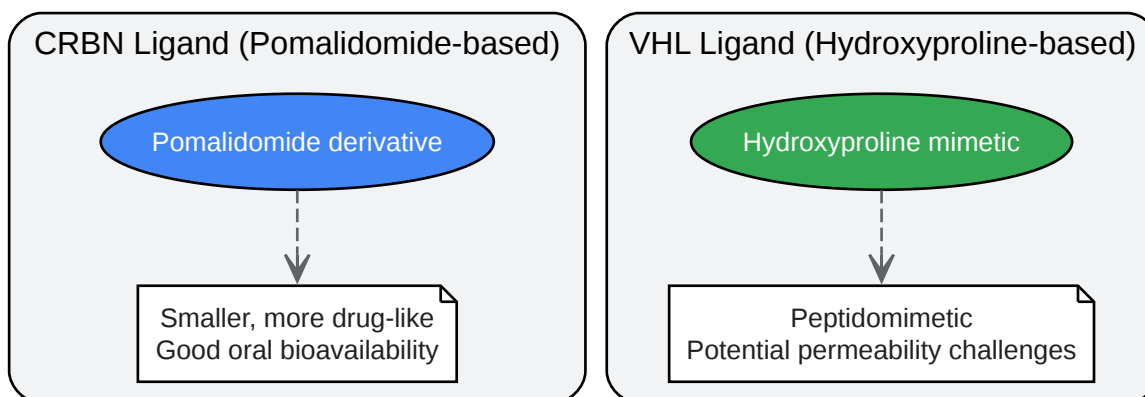 CRBN Ligand (Pomalidomide-based)
Pomalidomide derivative
Smaller, more drug-like
Good oral bioavailability
VHL Ligand (Hydroxyproline-based)
Hydroxyproline mimetic
Peptidomimetic
Potential permeability challenges